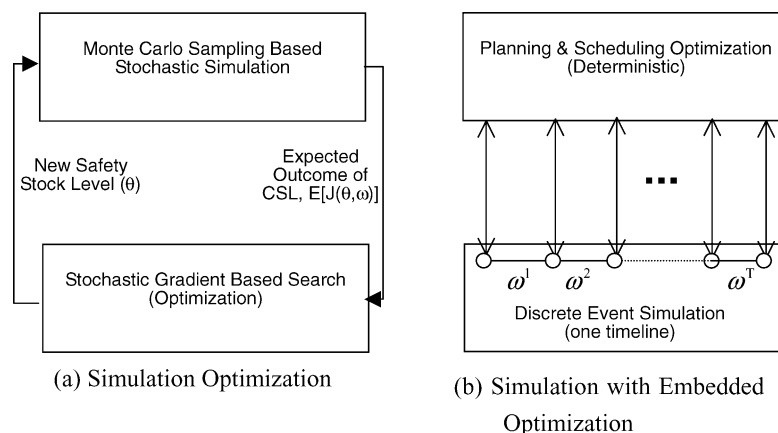 Monte Carlo Sampling Based
Stochastic Simulation
New Safety
Stock Level (θ)
Expected
Outcome of
CSL, E[J(θ,ω)]
Stochastic Gradient Based Search
(Optimization)
(a) Simulation Optimization
Planning & Scheduling Optimization
(Deterministic)
...
ω¹ ω² ωᵀ
Discrete Event Simulation
(one timeline)
(b) Simulation with Embedded
Optimization